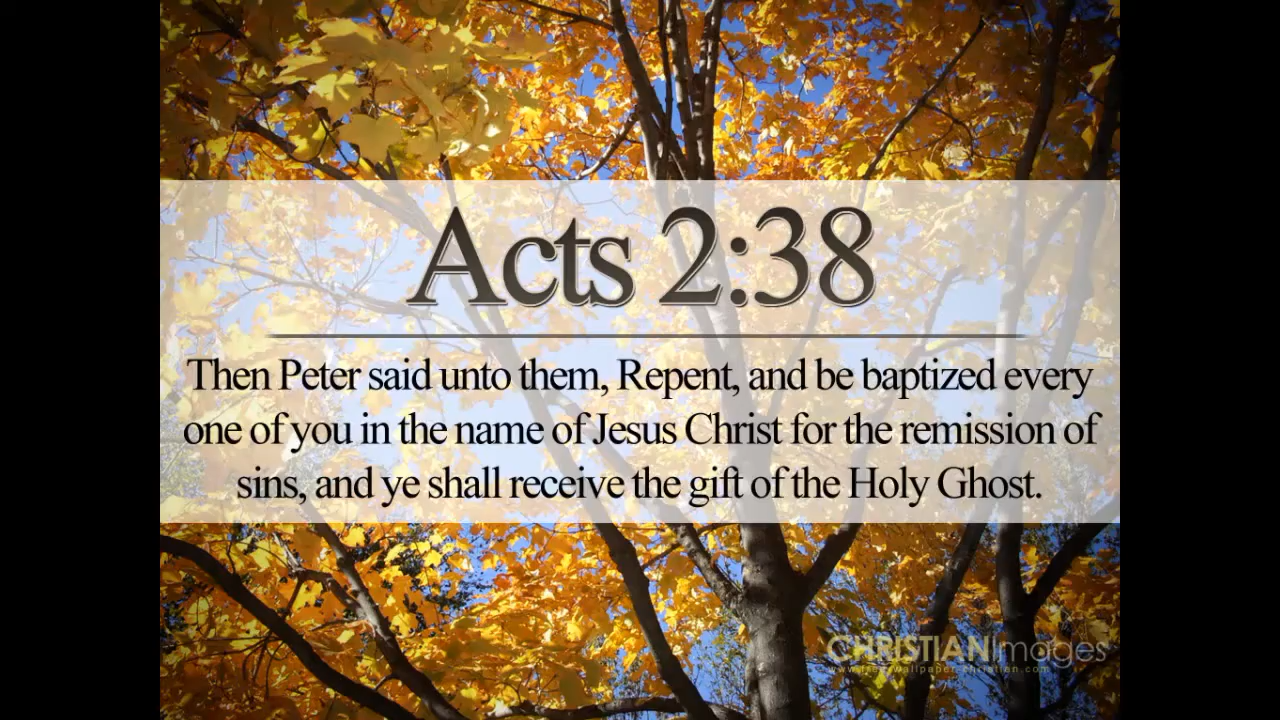 Acts 2:38
Then Peter said unto them, Repent, and be baptized every
one of you in the name of Jesus Christ for the remission of
sins, and ye shall receive the gift of the Holy Ghost.
CHRISTIANimages